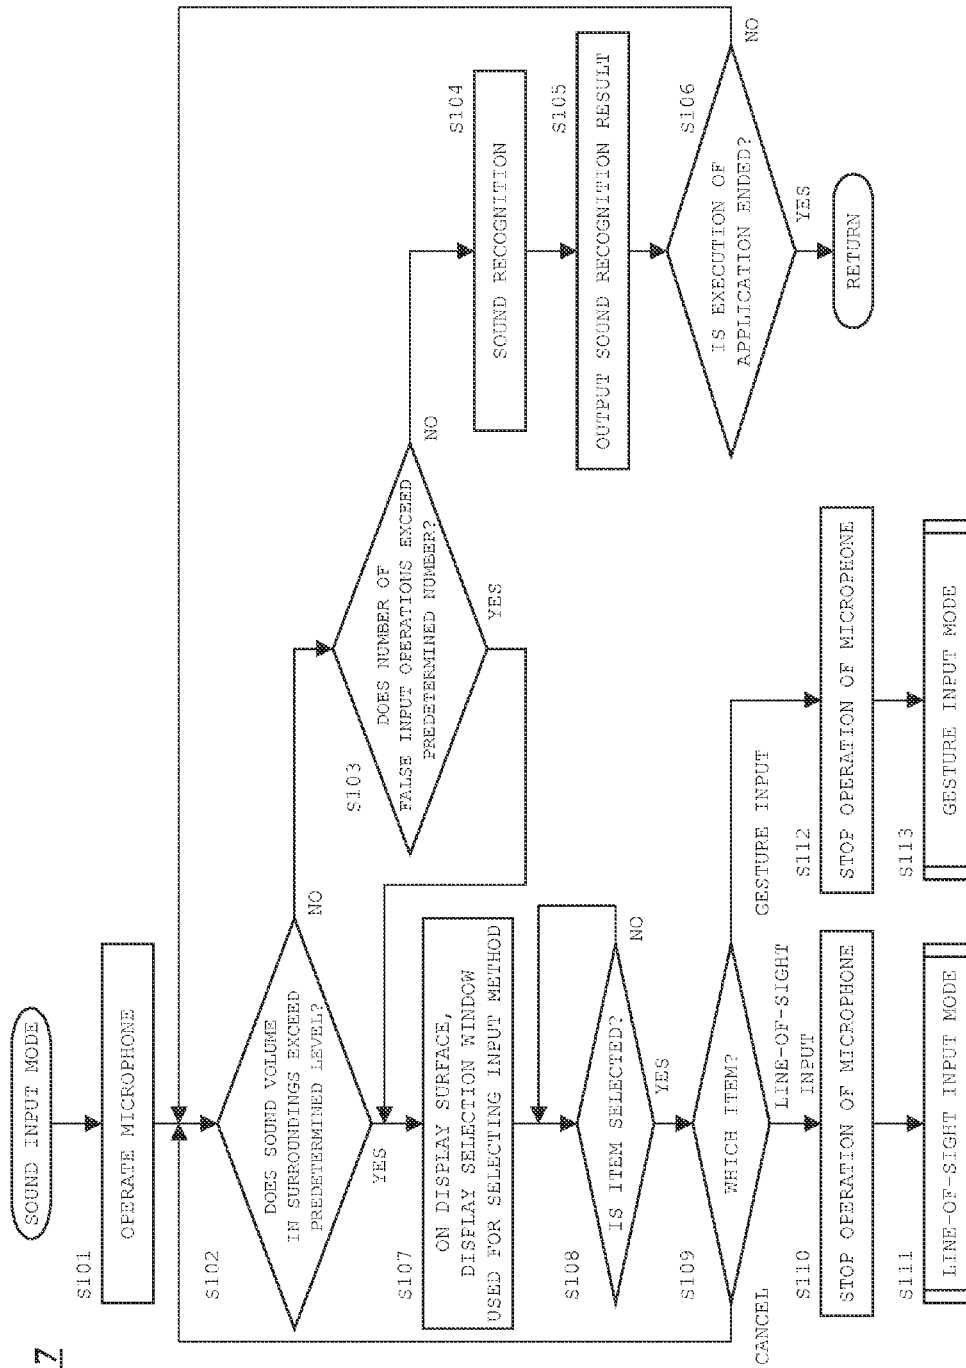 7
SOUND INPUT MODE
S101
OPERATE MICROPHONE
S102
DOES SOUND VOLUME
IN SURROUNDINGS EXCEED
PREDETERMINED LEVEL?
NO
YES
S103
DOES NUMBER OF
FALSE INPUT OPERATIONS EXCEED
PREDETERMINED NUMBER?
NO
YES
S104
SOUND RECOGNITION
S105
OUTPUT SOUND RECOGNITION RESULT
S106
IS EXECUTION OF
APPLICATION ENDED?
NO
YES
RETURN
S107
ON DISPLAY SURFACE,
DISPLAY SELECTION WINDOW
USED FOR SELECTING INPUT METHOD
S108
IS ITEM SELECTED?
NO
YES
S109
WHICH ITEM?
CANCEL
LINE-OF-SIGHT
INPUT
GESTURE INPUT
S110
STOP OPERATION OF MICROPHONE
S111
LINE-OF-SIGHT INPUT MODE
S112
STOP OPERATION OF MICROPHONE
S113
GESTURE INPUT MODE